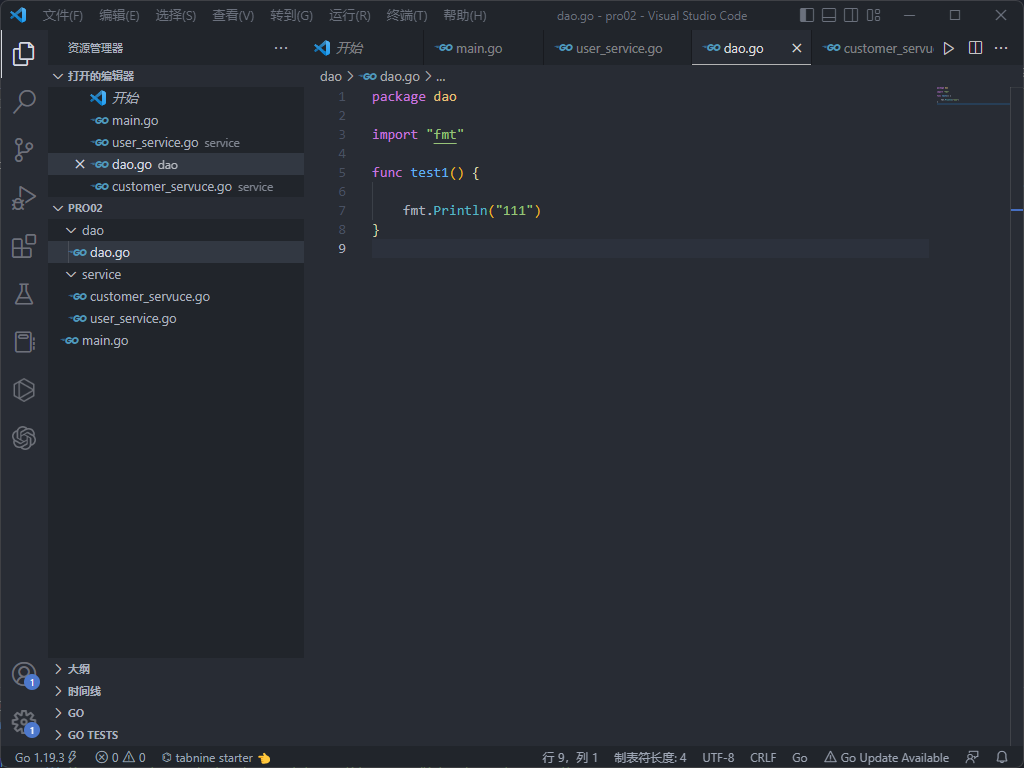 文件(F) 编辑(E) 选择(S) 查看(V) 转到(G) 运行(R) 终端(T) 帮助(H) dao.go - pro02 - Visual Studio Code
资源管理器 ··· 开始 main.go user_service.go dao.go customer_servu
打开的编辑器
开始
main.go
user_service.go service
dao.go dao
customer_servuce.go service
PRO02
dao
dao.go
service
customer_servuce.go
user_service.go
main.go
大纲
时间线
GO
GO TESTS
dao > dao.go > ...
1 package dao
2
3 import "fmt"
4
5 func test1() {
6
7 fmt.Println("111")
8 }
9
1
1
Go 1.19.3 0 0 tabnine starter 行 9，列 1 制表符长度: 4 UTF-8 CRLF Go Go Update Available